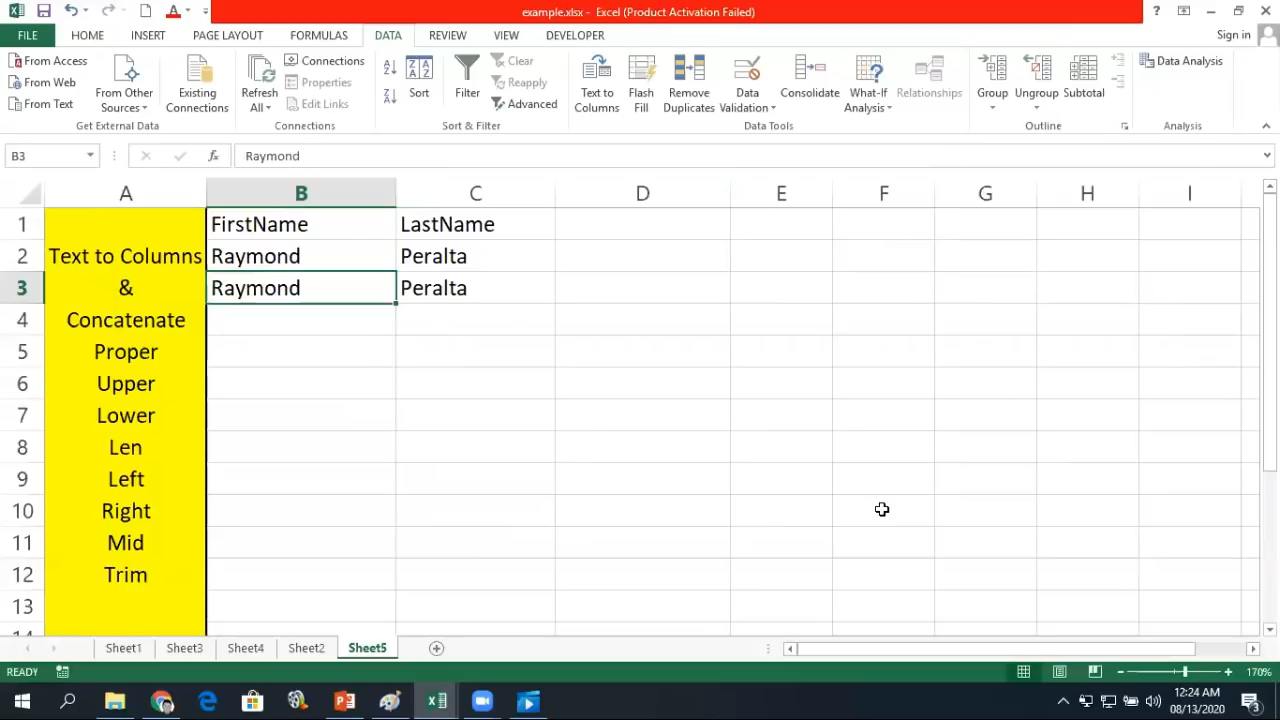 example.xlsx - Excel (Product Activation Failed)
FILE HOME INSERT PAGE LAYOUT FORMULAS DATA REVIEW VIEW DEVELOPER Sign in
From Access
From Web
From Text
From Other Sources
Existing Connections
Get External Data
Refresh All
Connections
Properties
Edit Links
Connections
Sort
Filter
Clear
Reapply
Advanced
Sort & Filter
Text to Columns
Flash Fill
Remove Duplicates
Data Validation
Consolidate
What-If Analysis
Relationships
Data Tools
Group
Ungroup
Subtotal
Outline
Data Analysis
Analysis
B3 fx Raymond
A B C D E F G H I
1 FirstName LastName
2 Text to Columns Raymond Peralta
3 & Raymond Peralta
4 Concatenate
5 Proper
6 Upper
7 Lower
8 Len
9 Left
10 Right
11 Mid
12 Trim
13
Sheet1 Sheet3 Sheet4 Sheet2 Sheet5
READY 170%
12:24 AM
08/13/2020
3